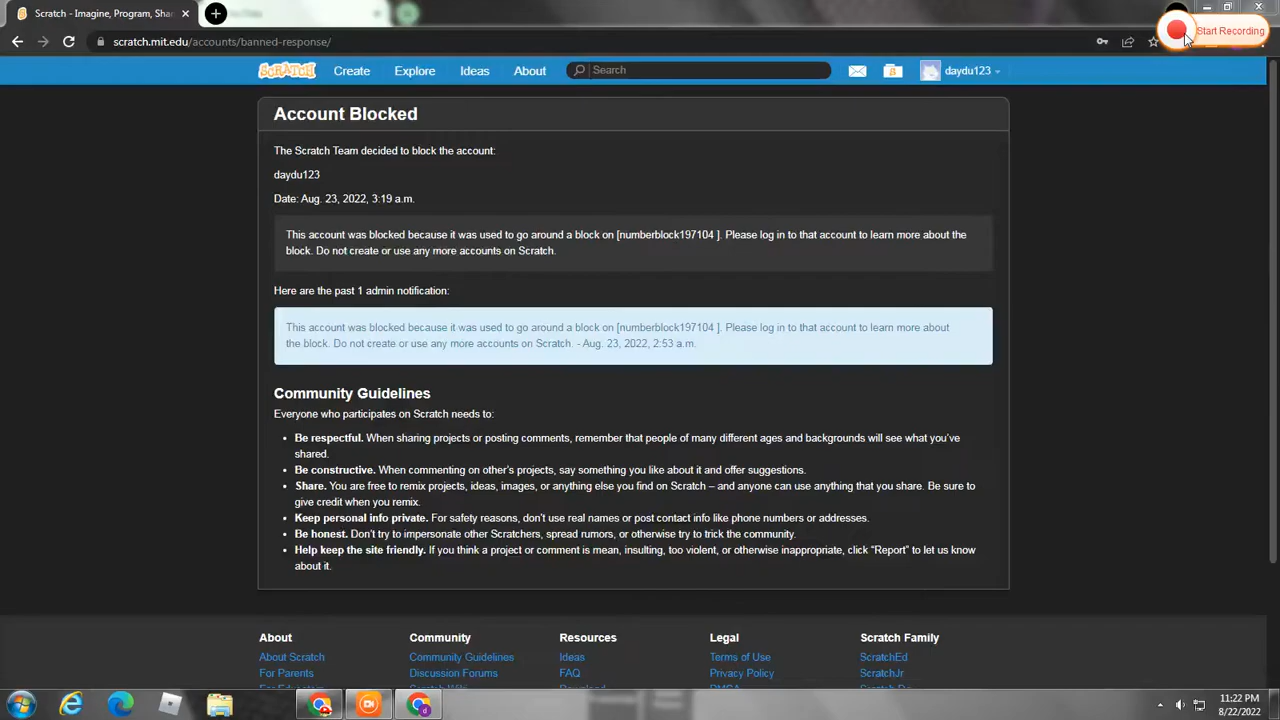 Scratch - Imagine, Program, Sha
Start Recording
scratch.mit.edu/accounts/banned-response/
SCRATCH Create Explore Ideas About Search daydu123
Account Blocked
The Scratch Team decided to block the account:
daydu123
Date: Aug. 23, 2022, 3:19 a.m.
This account was blocked because it was used to go around a block on [numberblock197104 ]. Please log in to that account to learn more about the
block. Do not create or use any more accounts on Scratch.
Here are the past 1 admin notification:
This account was blocked because it was used to go around a block on [numberblock197104 ]. Please log in to that account to learn more about
the block. Do not create or use any more accounts on Scratch. - Aug. 23, 2022, 2:53 a.m.
Community Guidelines
Everyone who participates on Scratch needs to:
Be respectful. When sharing projects or posting comments, remember that people of many different ages and backgrounds will see what you've
shared.
Be constructive. When commenting on other's projects, say something you like about it and offer suggestions.
Share. You are free to remix projects, ideas, images, or anything else you find on Scratch – and anyone can use anything that you share. Be sure to
give credit when you remix.
Keep personal info private. For safety reasons, don't use real names or post contact info like phone numbers or addresses.
Be honest. Don't try to impersonate other Scratchers, spread rumors, or otherwise try to trick the community.
Help keep the site friendly. If you think a project or comment is mean, insulting, too violent, or otherwise inappropriate, click "Report" to let us know
about it.
About Community Resources Legal Scratch Family
About Scratch Community Guidelines Ideas Terms of Use ScratchEd
For Parents Discussion Forums FAQ Privacy Policy ScratchJr
11:22 PM
8/22/2022